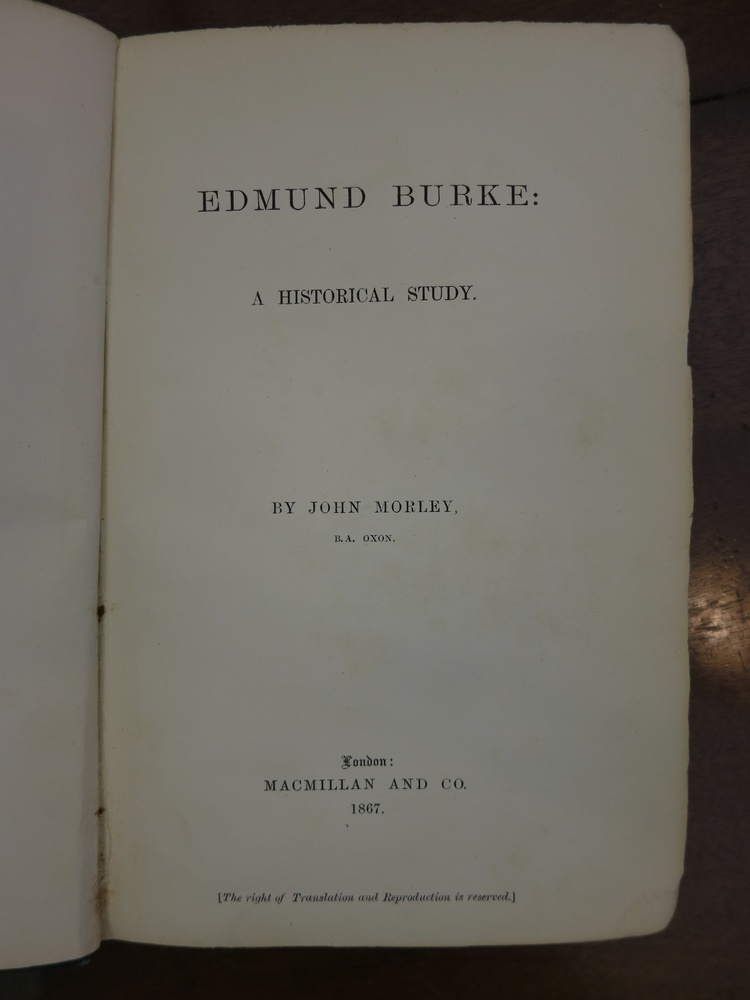 EDMUND BURKE:
A HISTORICAL STUDY.
BY JOHN MORLEY,
B.A. OXON.
London:
MACMILLAN AND CO.
1867.
[The right of Translation and Reproduction is reserved.]